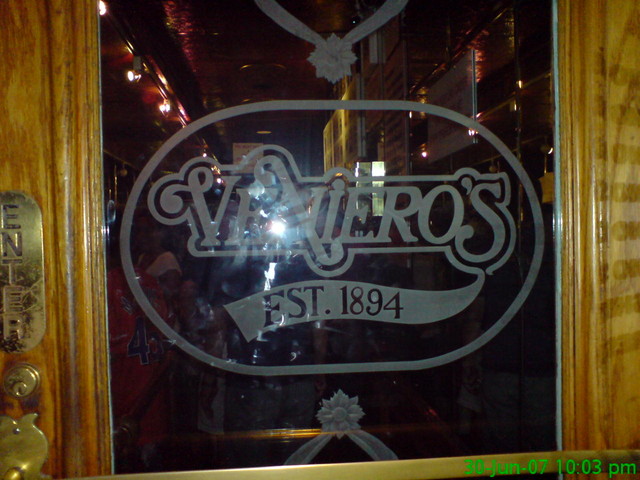 VENIERO'S
EST. 1894
ENTER
30-Jun-07 10:03 pm